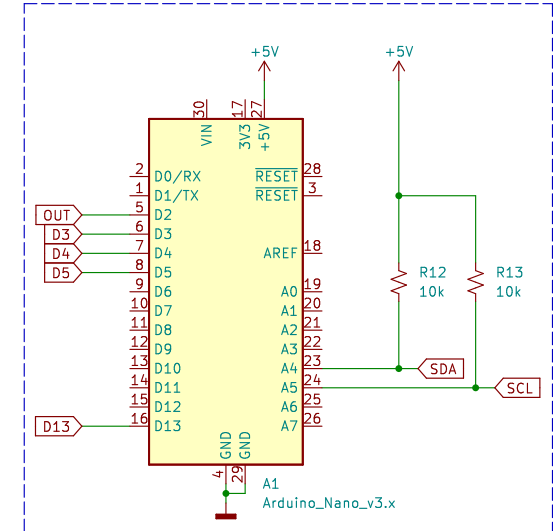 +5V
+5V
30
17
27
VIN
3V3
+5V
2
D0/RX
RESET
28
1
D1/TX
RESET
3
OUT
5
D2
D3
6
D3
D4
7
D4
AREF
18
D5
8
D5
9
D6
A0
19
R12
10k
R13
10k
10
D7
A1
20
11
D8
A2
21
12
D9
A3
22
13
D10
A4
23
SDA
14
D11
A5
24
SCL
15
D12
A6
25
D13
16
D13
A7
26
GND
GND
4
29
A1
Arduino_Nano_v3.x